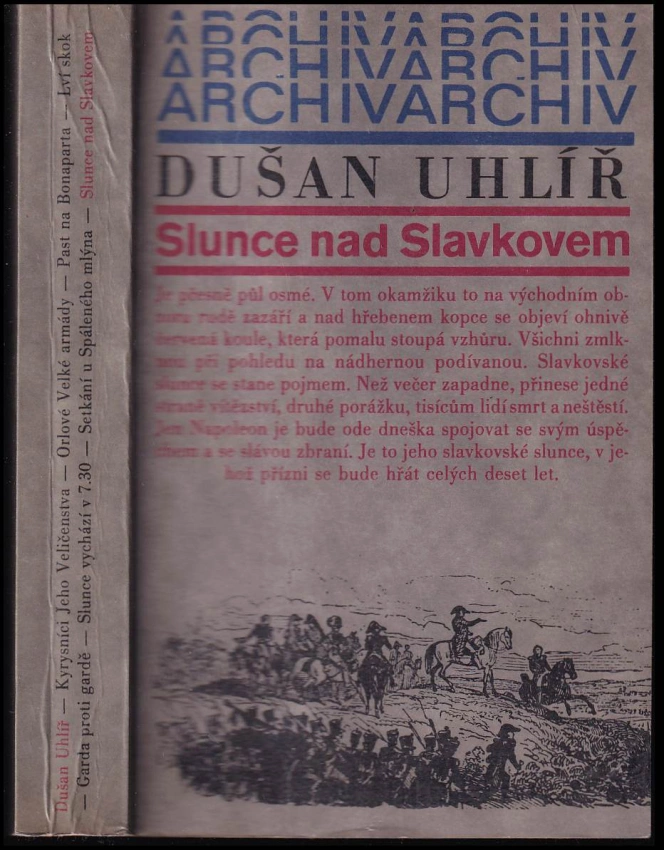 Dušan Uhlíř — Kyrysníci Jeho Veličenstva — Orlové Velké armády — Past na Bonaparta — Lví skok
— Garda proti gardě — Slunce vychází v 7.30 — Setkání u Spáleného mlýna — Slunce nad Slavkovem
ARCHIVARCHIV
ARCHIVARCHIV
ARCHIVARCHIV
DUŠAN UHLÍŘ
Slunce nad Slavkovem
Je přesně půl osmé. V tom okamžiku to na východním ob-
zoru rudě zazáří a nad hřebenem kopce se objeví ohnivě
červená koule, která pomalu stoupá vzhůru. Všichni zmlk-
nou při pohledu na nádhernou podívanou. Slavkovské
slunce se stane pojmem. Než večer zapadne, přinese jedné
straně vítězství, druhé porážku, tisícům lidí smrt a neštěstí.
Jen Napoleon je bude ode dneška spojovat se svým úspě-
chem a se slávou zbraní. Je to jeho slavkovské slunce, v je-
hož přízni se bude hřát celých deset let.